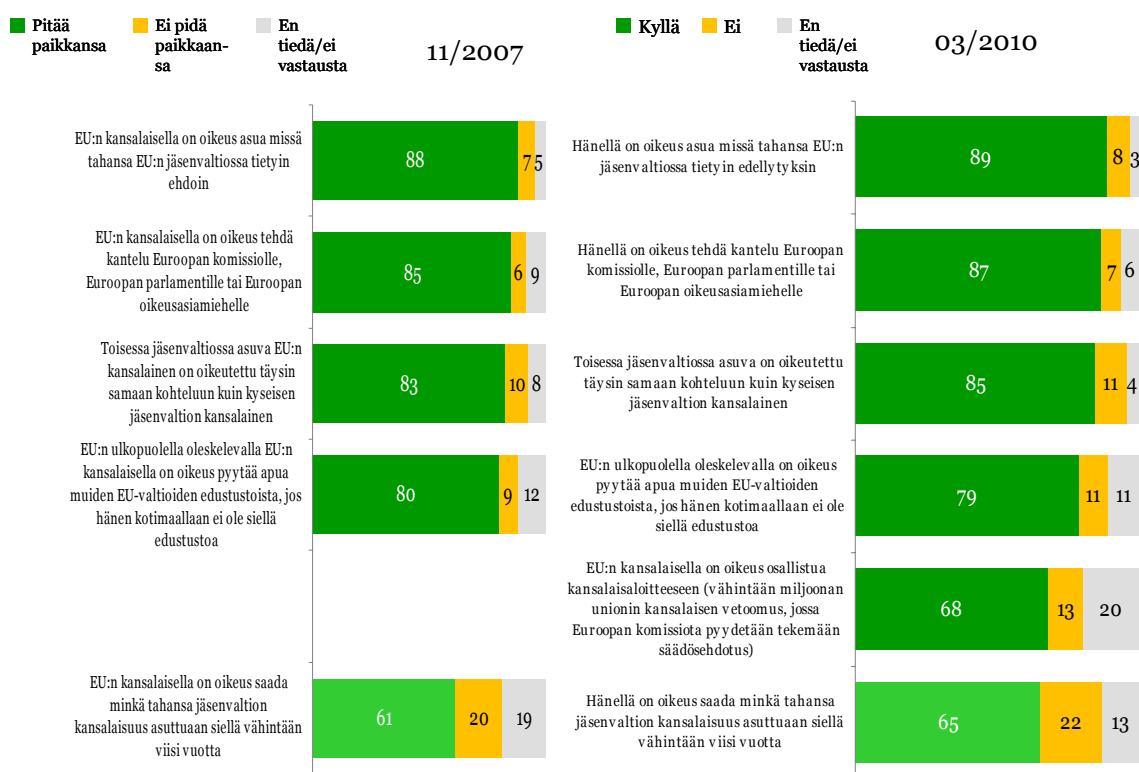 Pitää
paikkansa
Ei pidä
paikkaan-
sa
En
tiedä/ei
vastausta
11/2007
EU:n kansalaisella on oikeus asua missä
tahansa EU:n jäsenvaltiossa tietyin
ehdoin
88 7 5
EU:n kansalaisella on oikeus tehdä
kantelu Euroopan komissiolle,
Euroopan parlamentille tai Euroopan
oikeusasiamiehelle
85 6 9
Toisessa jäsenvaltiossa asuva EU:n
kansalainen on oikeutettu täysin
samaan kohteluun kuin kyseisen
jäsenvaltion kansalainen
83 10 8
EU:n ulkopuolella oleskelevalla EU:n
kansalaisella on oikeus pyytää apua
muiden EU-valtioiden edustustoista, jos
hänen kotimaallaan ei ole siellä
edustustoa
80 9 12
EU:n kansalaisella on oikeus saada
minkä tahansa jäsenvaltion
kansalaisuus asuttuaan siellä vähintään
viisi vuotta
61 20 19
Kyllä
Ei
En
tiedä/ei
vastausta
03/2010
Hänellä on oikeus asua missä tahansa EU:n
jäsenvaltiossa tietyin edellytyksin
89 8 3
Hänellä on oikeus tehdä kantelu Euroopan
komissiolle, Euroopan parlamentille tai
Euroopan oikeusasiamiehelle
87 7 6
Toisessa jäsenvaltiossa asuva on oikeutettu
täysin samaan kohteluun kuin kyseisen
jäsenvaltion kansalainen
85 11 4
EU:n ulkopuolella oleskelevalla on oikeus
pyytää apua muiden EU-valtioiden
edustustoista, jos hänen kotimaallaan ei ole
siellä edustustoa
79 11 11
EU:n kansalaisella on oikeus osallistua
kansalaisaloitteeseen (vähintään miljoonan
unionin kansalaisen vetoomus, jossa
Euroopan komissiota pyydetään tekemään
säädösehdotus)
68 13 20
Hänellä on oikeus saada minkä tahansa
jäsenvaltion kansalaisuus asuttuaan siellä
vähintään viisi vuotta
65 22 13